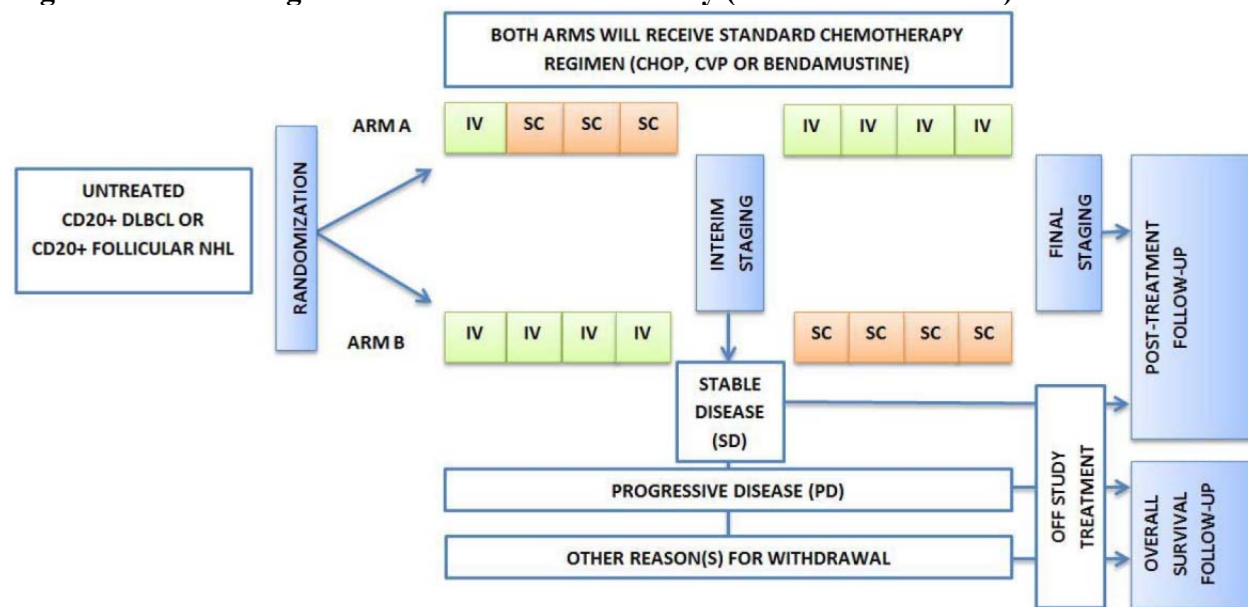 BOTH ARMS WILL RECEIVE STANDARD CHEMOTHERAPY
REGIMEN (CHOP, CVP OR BENDAMUSTINE)
ARM A
IV SC SC SC
IV IV IV IV
UNTREATED
CD20+ DLBCL OR
CD20+ FOLLICULAR NHL
RANDOMIZATION
INTERIM
STAGING
FINAL
STAGING
POST-TREATMENT
FOLLOW-UP
ARM B
IV IV IV IV
SC SC SC SC
STABLE
DISEASE
(SD)
PROGRESSIVE DISEASE (PD)
OTHER REASON(S) FOR WITHDRAWAL
OFF STUDY
TREATMENT
OVERALL
SURVIVAL
FOLLOW-UP